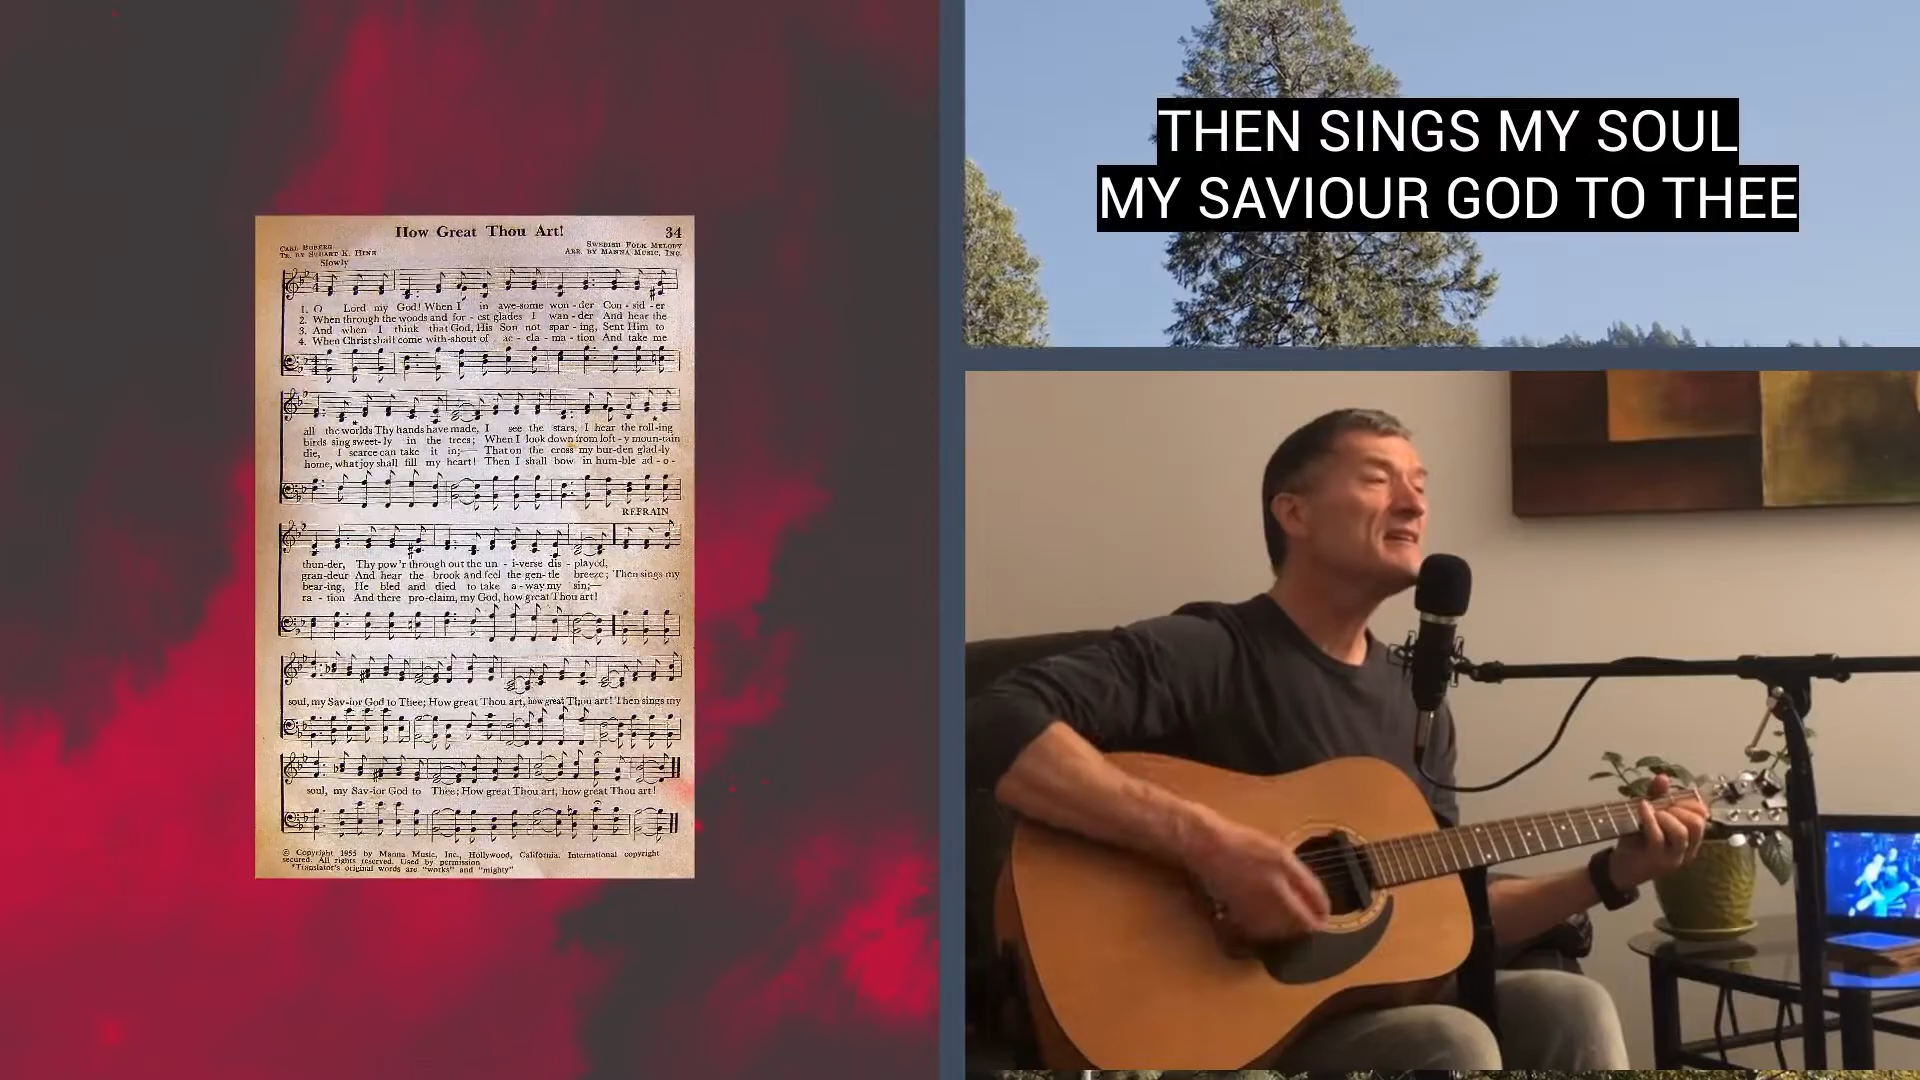 How Great Thou Art! 34
CARL BOBERG
TR. BY STUART K. HINE
SWEDISH FOLK MELODY
ARR. BY MANNA MUSIC, INC.
Slowly
1. O Lord my God! When I in awe-some won - der Con - sid - er
2. When through the woods and for - est glades I wan - der And hear the
3. And when I think that God, His Son not spar - ing, Sent Him to
4. When Christ shall come with-shout of ac - cla - ma - tion And take me
all the worlds Thy hands have made, I see the stars, I hear the roll-ing
birds sing sweet-ly in the trees; When I look down from loft - y moun-tain
die, I scarce can take it in;— That on the cross my bur-den glad-ly
home, what joy shall fill my heart! Then I shall bow in hum-ble ad - o -
REFRAIN
thun-der, Thy pow'r through out the un - i-verse dis - played,
gran-deur And hear the brook and feel the gen-tle breeze; Then sings my
bear-ing, He bled and died to take a-way my sin;—
ra - tion And there pro-claim, my God, how great Thou art!
soul, my Sav-ior God to Thee; How great Thou art, how great Thou art! Then sings my
soul, my Sav-ior God to Thee; How great Thou art, how great Thou art!
© Copyright 1955 by Manna Music, Inc., Hollywood, California. International copyright
secured. All rights reserved. Used by permission
*Translator's original words are "works" and "mighty"
THEN SINGS MY SOUL
MY SAVIOUR GOD TO THEE